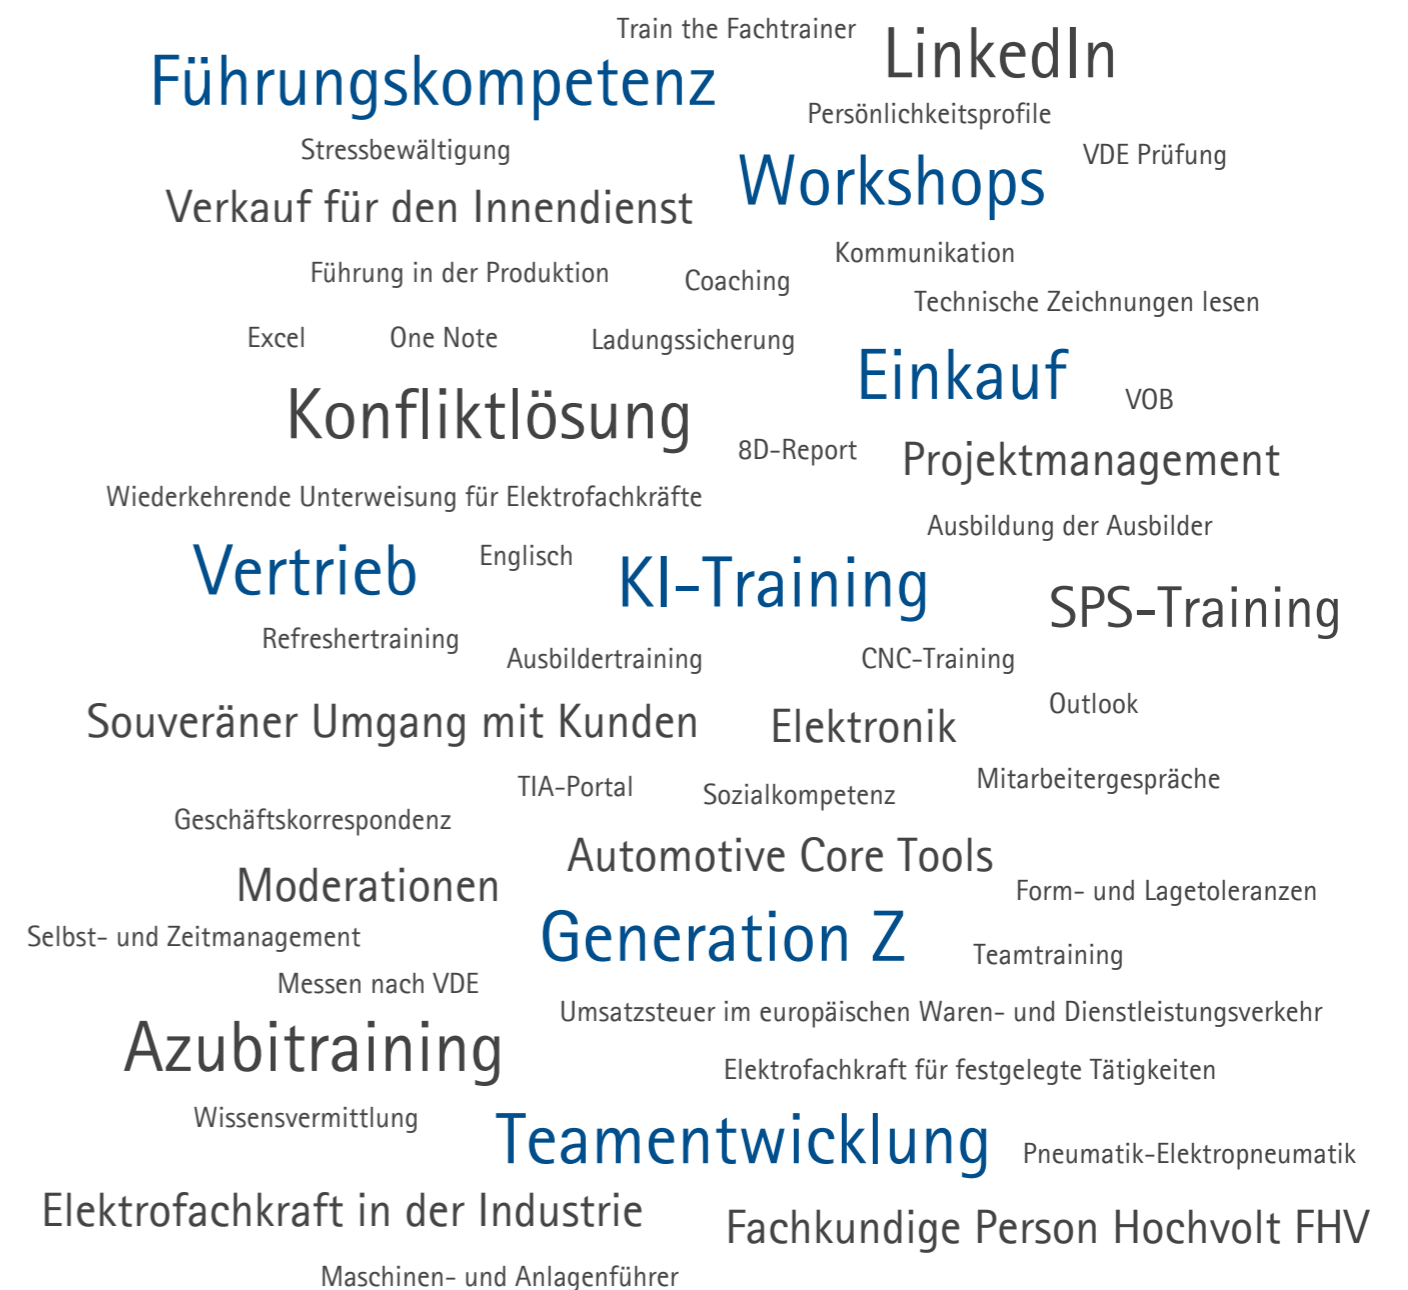 Train the Fachtrainer
LinkedIn
Führungskompetenz
Persönlichkeitsprofile
Stressbewältigung
VDE Prüfung
Workshops
Verkauf für den Innendienst
Kommunikation
Führung in der Produktion
Coaching
Technische Zeichnungen lesen
Excel
One Note
Ladungssicherung
Einkauf
VOB
Konfliktlösung
8D-Report
Projektmanagement
Wiederkehrende Unterweisung für Elektrofachkräfte
Ausbildung der Ausbilder
Vertrieb
Englisch
KI-Training
SPS-Training
Refreshertraining
Ausbildertraining
CNC-Training
Outlook
Souveräner Umgang mit Kunden
Elektronik
TIA-Portal
Sozialkompetenz
Mitarbeitergespräche
Geschäftskorrespondenz
Automotive Core Tools
Moderationen
Form- und Lagetoleranzen
Selbst- und Zeitmanagement
Generation Z
Teamtraining
Messen nach VDE
Umsatzsteuer im europäischen Waren- und Dienstleistungsverkehr
Azubitraining
Elektrofachkraft für festgelegte Tätigkeiten
Wissensvermittlung
Teamentwicklung
Pneumatik-Elektropneumatik
Elektrofachkraft in der Industrie
Fachkundige Person Hochvolt FHV
Maschinen- und Anlagenführer